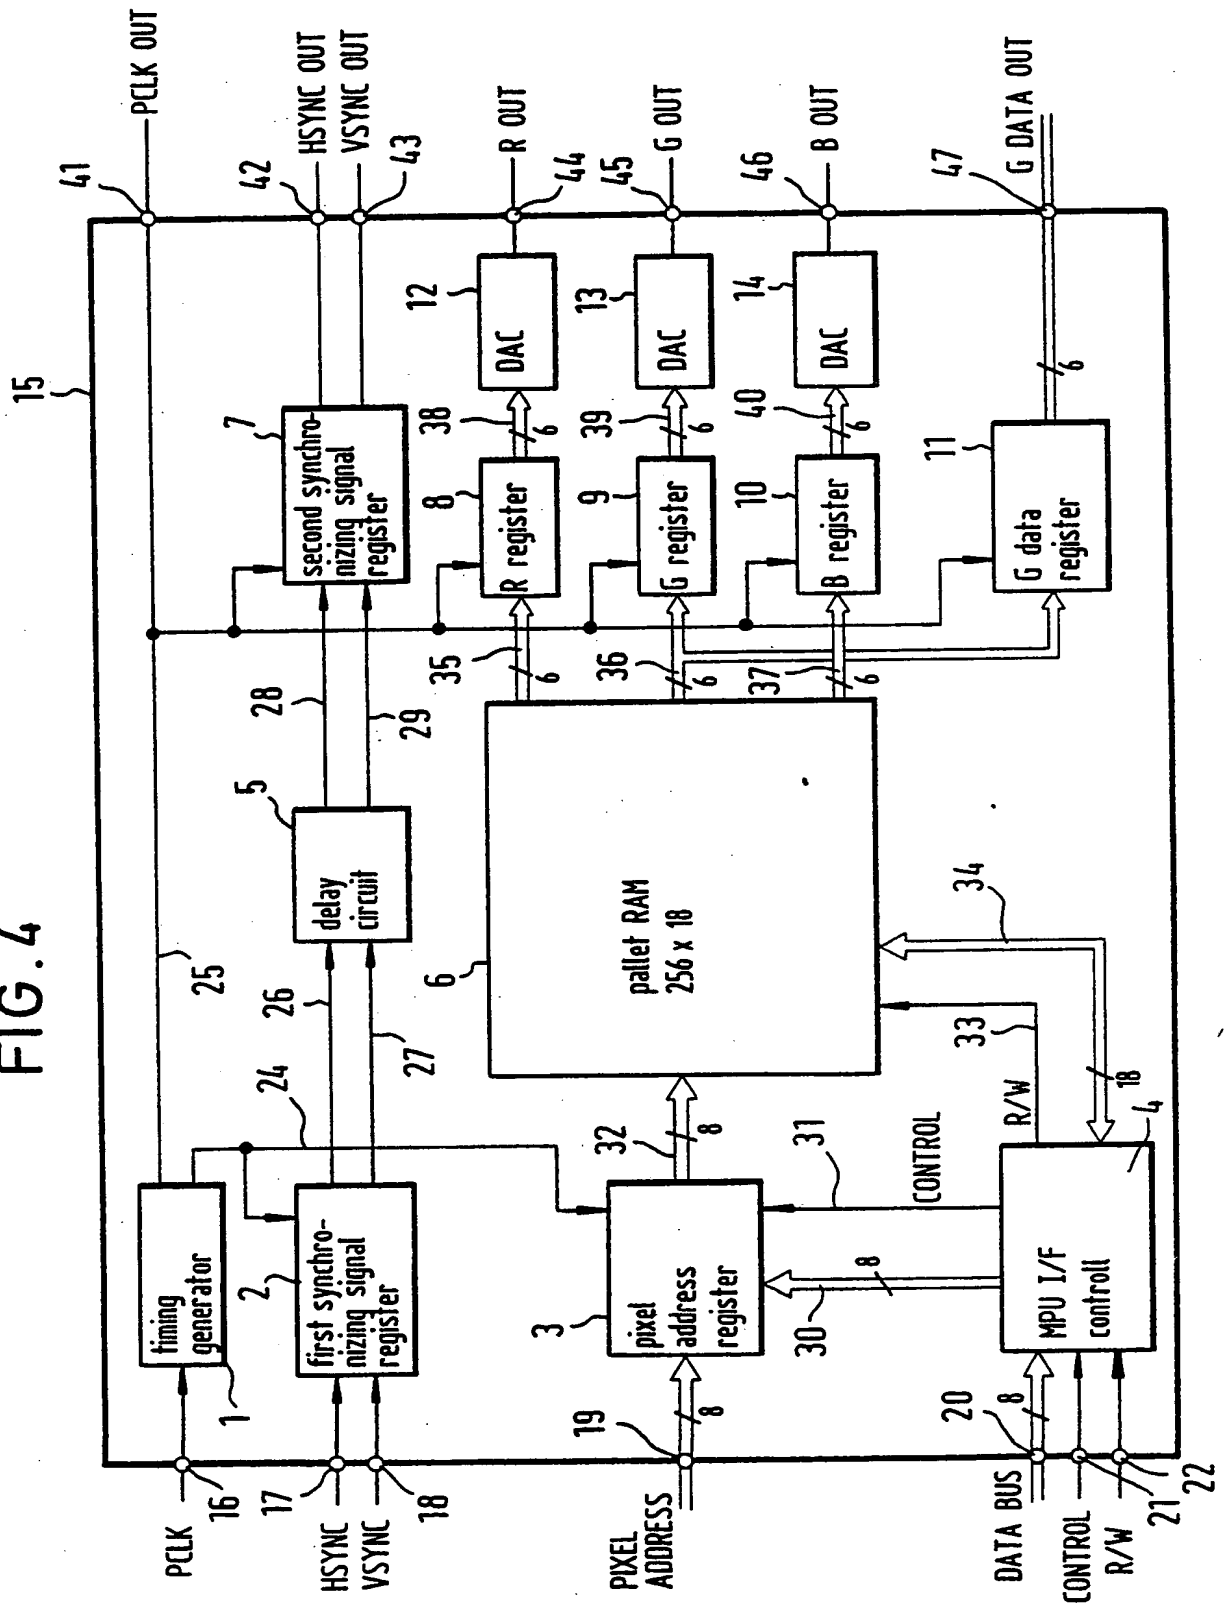 FIG. 4
15
PCLK
16
1
timing
generator
25
24
41
PCLK OUT
HSYNC
17
VSYNC
18
2
first synchro-
nizing signal
register
26
27
5
delay
circuit
28
29
7
second synchro-
nizing signal
register
42
HSYNC OUT
VSYNC OUT
43
PIXEL
ADDRESS
19
8
3
pixel
address
register
32
8
6
pallet RAM
256 x 18
35
6
8
R register
38
6
12
DAC
44
R OUT
36
6
9
G register
39
6
13
DAC
45
G OUT
37
6
10
B register
40
6
14
DAC
46
B OUT
11
G data
register
6
47
G DATA OUT
30
8
31
CONTROL
DATA BUS
20
8
CONTROL
21
R/W
22
MPU I/F
controll
4
R/W
33
18
34